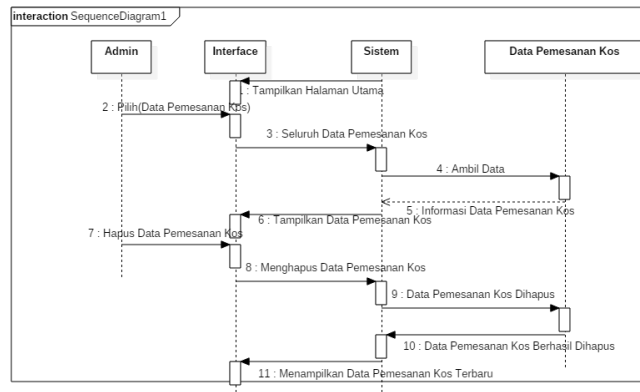 interaction SequenceDiagram1
Admin
Interface
Sistem
Data Pemesanan Kos
1 : Tampilkan Halaman Utama
2 : Pilih(Data Pemesanan Kos)
3 : Seluruh Data Pemesanan Kos
4 : Ambil Data
5 : Informasi Data Pemesanan Kos
6 : Tampilkan Data Pemesanan Kos
7 : Hapus Data Pemesanan Kos
8 : Menghapus Data Pemesanan Kos
9 : Data Pemesanan Kos Dihapus
10 : Data Pemesanan Kos Berhasil Dihapus
11 : Menampilkan Data Pemesanan Kos Terbaru